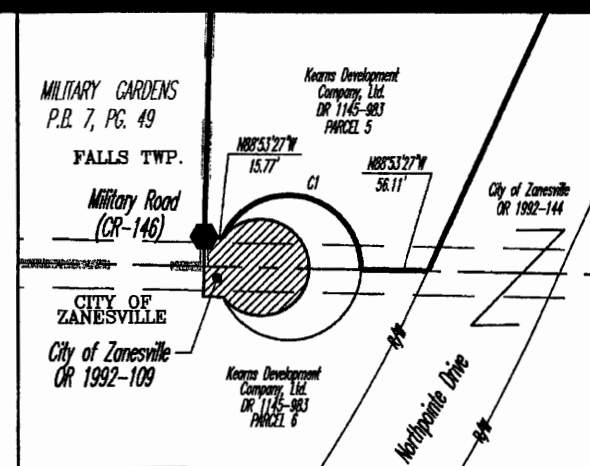 MILITARY GARDENS
P.B. 7, PG. 49
FALLS TWP.
Military Road
(CR-146)
Kearns Development
Company, Ltd.
DR 1145-983
PARCEL 5
N88°53'27"W
15.77'
C1
N88°53'27"W
56.11'
City of Zanesville
OR 1992-144
CITY OF
ZANESVILLE
City of Zanesville
OR 1992-109
Kearns Development
Company, Ltd.
DR 1145-983
PARCEL 6
R/W
Northpointe Drive
R/W